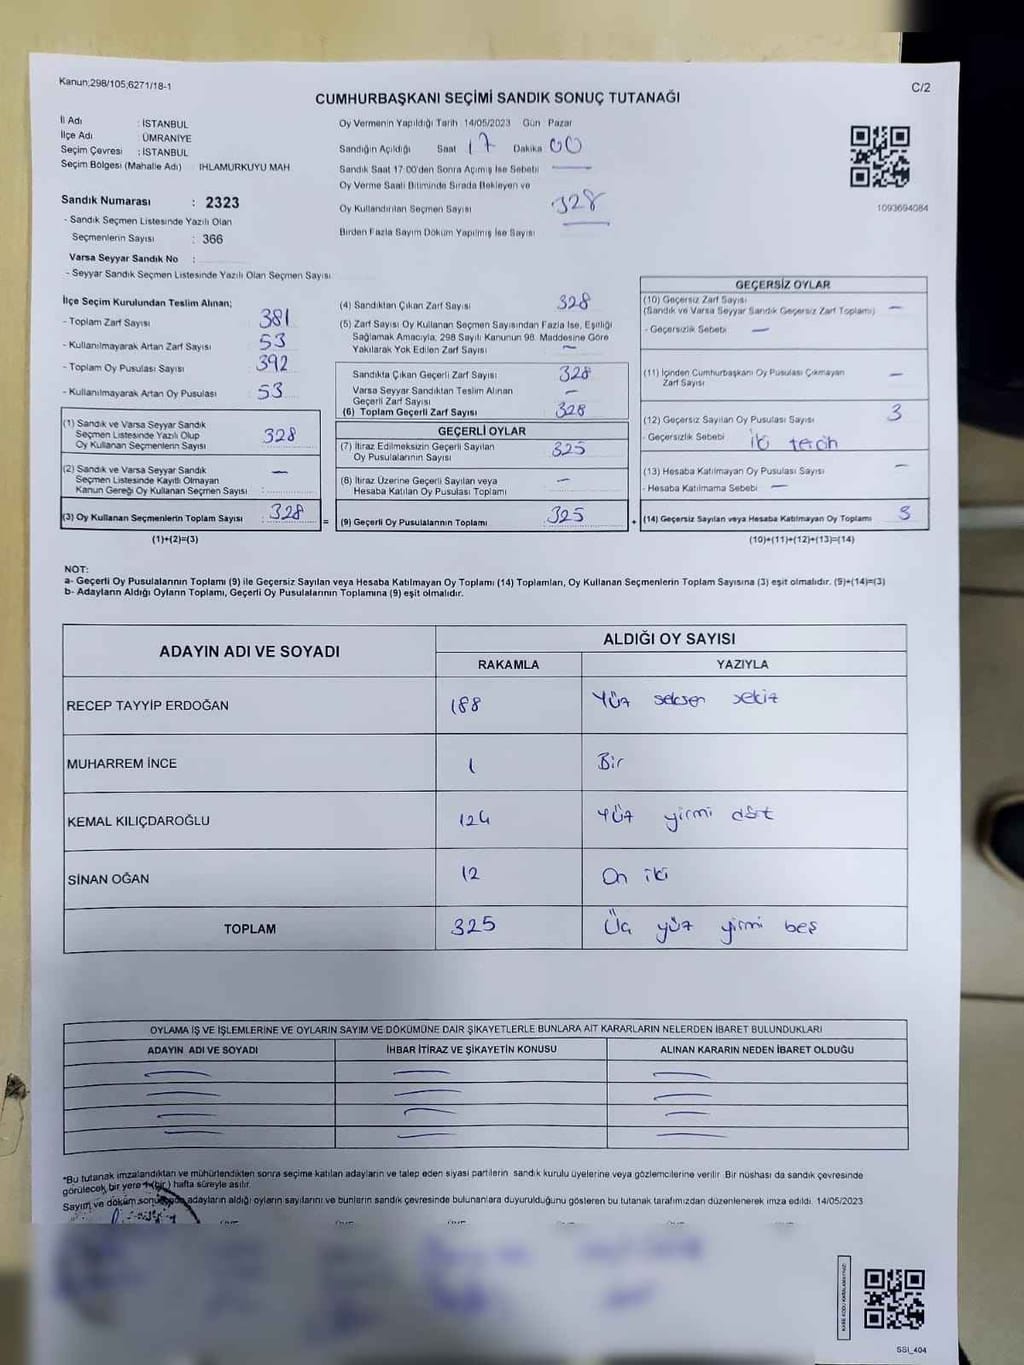 Kanun;298/105;6271/18-1
C/2
CUMHURBAŞKANI SEÇİMİ SANDIK SONUÇ TUTANAĞI
İl Adı : İSTANBUL
İlçe Adı : ÜMRANİYE
Seçim Çevresi : İSTANBUL
Seçim Bölgesi (Mahalle Adı) IHLAMURKUYU MAH
Sandık Numarası : 2323
- Sandık Seçmen Listesinde Yazılı Olan
Seçmenlerin Sayısı : 366
Varsa Seyyar Sandık No :
- Seyyar Sandık Seçmen Listesinde Yazılı Olan Seçmen Sayısı
Oy Vermenin Yapıldığı Tarih 14/05/2023 Gün Pazar
Sandığın Açıldığı Saat 17 Dakika 00
Sandık Saat 17:00'den Sonra Açılmış İse Sebebi —
Oy Verme Saati Bitiminde Sırada Bekleyen ve
Oy Kullandırılan Seçmen Sayısı 328
Birden Fazla Sayım Döküm Yapılmış İse Sayısı
1093694084
İlçe Seçim Kurulundan Teslim Alınan;
- Toplam Zarf Sayısı 381
- Kullanılmayarak Artan Zarf Sayısı 53
- Toplam Oy Pusulası Sayısı 392
- Kullanılmayarak Artan Oy Pusulası 53
(1) Sandık ve Varsa Seyyar Sandık
Seçmen Listesinde Yazılı Olup
Oy Kullanan Seçmenlerin Sayısı 328
(2) Sandık ve Varsa Seyyar Sandık
Seçmen Listesinde Kayıtlı Olmayan
Kanun Gereği Oy Kullanan Seçmen Sayısı —
(3) Oy Kullanan Seçmenlerin Toplam Sayısı 328 =
(1)+(2)=(3)
(4) Sandıktan Çıkan Zarf Sayısı 328
(5) Zarf Sayısı Oy Kullanan Seçmen Sayısından Fazla İse, Eşitliği
Sağlamak Amacıyla, 298 Sayılı Kanunun 98. Maddesine Göre
Yakılarak Yok Edilen Zarf Sayısı —
Sandıkta Çıkan Geçerli Zarf Sayısı 328
Varsa Seyyar Sandıktan Teslim Alınan
Geçerli Zarf Sayısı —
(6) Toplam Geçerli Zarf Sayısı 328
GEÇERLİ OYLAR
(7) İtiraz Edilmeksizin Geçerli Sayılan
Oy Pusulalarının Sayısı 325
(8) İtiraz Üzerine Geçerli Sayılan veya
Hesaba Katılan Oy Pusulası Toplamı —
(9) Geçerli Oy Pusulalarının Toplamı 325 +
GEÇERSİZ OYLAR
(10) Geçersiz Zarf Sayısı
(Sandık ve Varsa Seyyar Sandık Geçersiz Zarf Toplamı) —
- Geçersizlik Sebebi —
(11) İçinden Cumhurbaşkanı Oy Pusulası Çıkmayan
Zarf Sayısı —
(12) Geçersiz Sayılan Oy Pusulası Sayısı 3
- Geçersizlik Sebebi iki tercih
(13) Hesaba Katılmayan Oy Pusulası Sayısı —
- Hesaba Katılmama Sebebi —
(14) Geçersiz Sayılan veya Hesaba Katılmayan Oy Toplamı 3
(10)+(11)+(12)+(13)=(14)
NOT:
a- Geçerli Oy Pusulalarının Toplamı (9) ile Geçersiz Sayılan veya Hesaba Katılmayan Oy Toplamı (14) Toplamları, Oy Kullanan Seçmenlerin Toplam Sayısına (3) eşit olmalıdır. (9)+(14)=(3)
b- Adayların Aldığı Oyların Toplamı, Geçerli Oy Pusulalarının Toplamına (9) eşit olmalıdır.
ADAYIN ADI VE SOYADI
ALDIĞI OY SAYISI
RAKAMLA YAZIYLA
RECEP TAYYİP ERDOĞAN 188 Yüz seksen sekiz
MUHARREM İNCE 1 Bir
KEMAL KILIÇDAROĞLU 124 Yüz yirmi dört
SİNAN OĞAN 12 On iki
TOPLAM 325 Üç yüz yirmi beş
OYLAMA İŞ VE İŞLEMLERİNE VE OYLARIN SAYIM VE DÖKÜMÜNE DAİR ŞİKAYETLERLE BUNLARA AİT KARARLARIN NELERDEN İBARET BULUNDUKLARI
ADAYIN ADI VE SOYADI İHBAR İTİRAZ VE ŞİKAYETİN KONUSU ALINAN KARARIN NEDEN İBARET OLDUĞU
*Bu tutanak imzalandıktan ve mühürlendikten sonra seçime katılan adayların ve talep eden siyasi partilerin sandık kurulu üyelerine veya gözlemcilerine verilir. Bir nüshası da sandık çevresinde
görülecek bir yere 1 (bir) hafta süreyle asılır.
Sayım ve döküm adayların aldığı oyların sayılarını ve bunların sandık çevresinde bulunanlara duyurulduğunu gösteren bu tutanak tarafımızdan düzenlenerek imza edildi. 14/05/2023
SSI_404